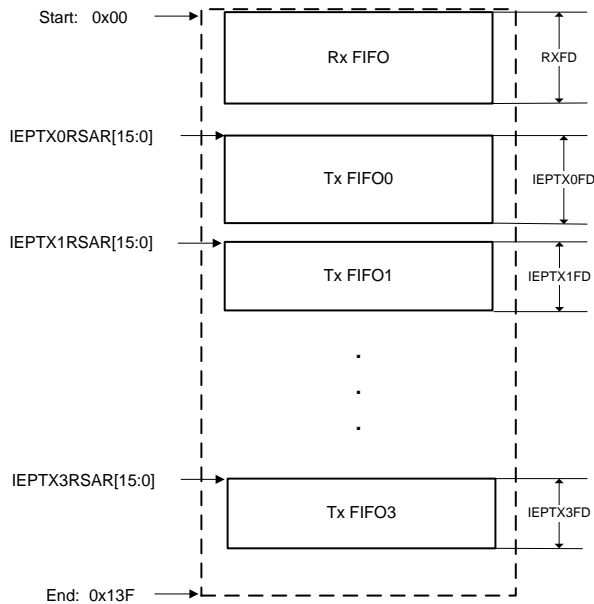 Start: 0x00
Rx FIFO
RXFD
IEPTX0RSAR[15:0]
Tx FIFO0
IEPTX0FD
IEPTX1RSAR[15:0]
Tx FIFO1
IEPTX1FD
.
.
.
IEPTX3RSAR[15:0]
Tx FIFO3
IEPTX3FD
End: 0x13F